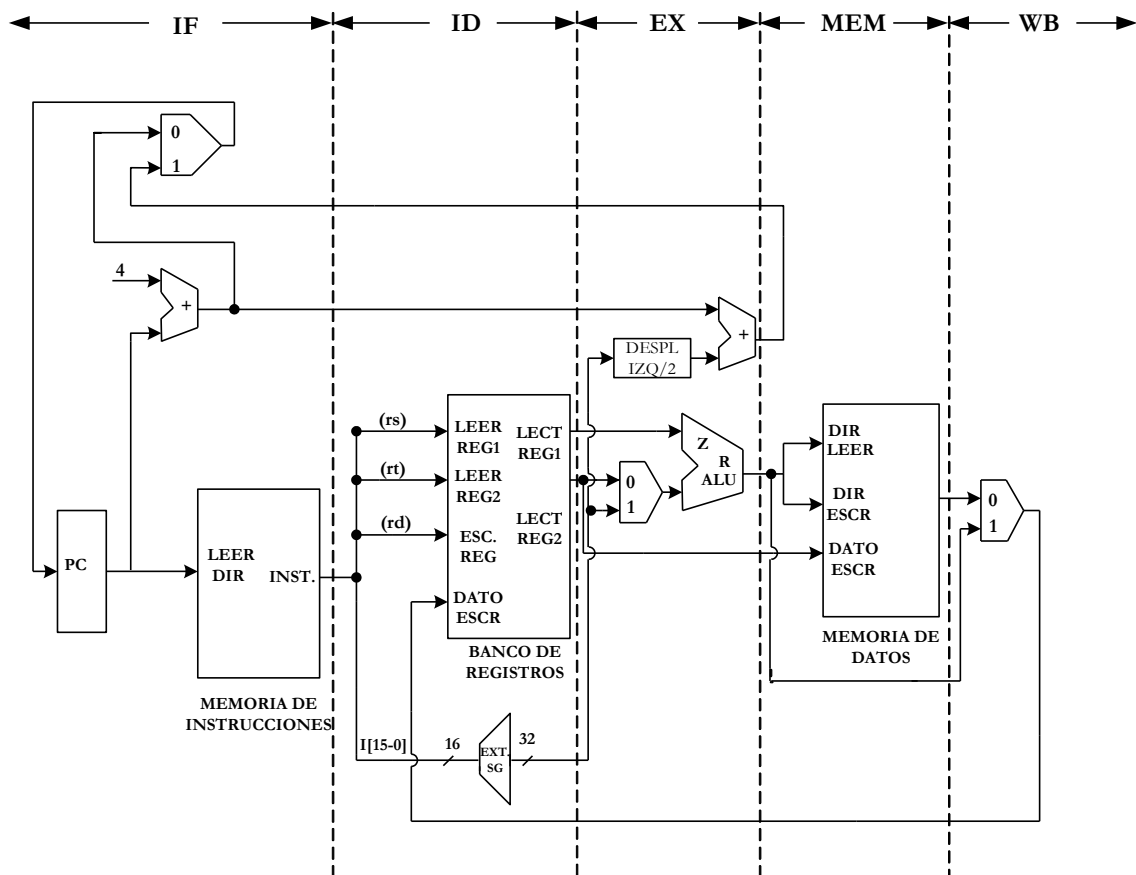 IF
ID
EX
MEM
WB
0
1
4
+
+
DESPL
IZQ/2
(rs)
(rt)
(rd)
LEER
REG1
LEER
REG2
ESC.
REG
DATO
ESCR
LECT
REG1
LECT
REG2
BANCO DE
REGISTROS
PC
LEER
DIR
INST.
MEMORIA DE
INSTRUCCIONES
0
1
Z
R
ALU
DIR
LEER
DIR
ESCR
DATO
ESCR
MEMORIA DE
DATOS
0
1
I[15-0]
16
EXT.
SG
32